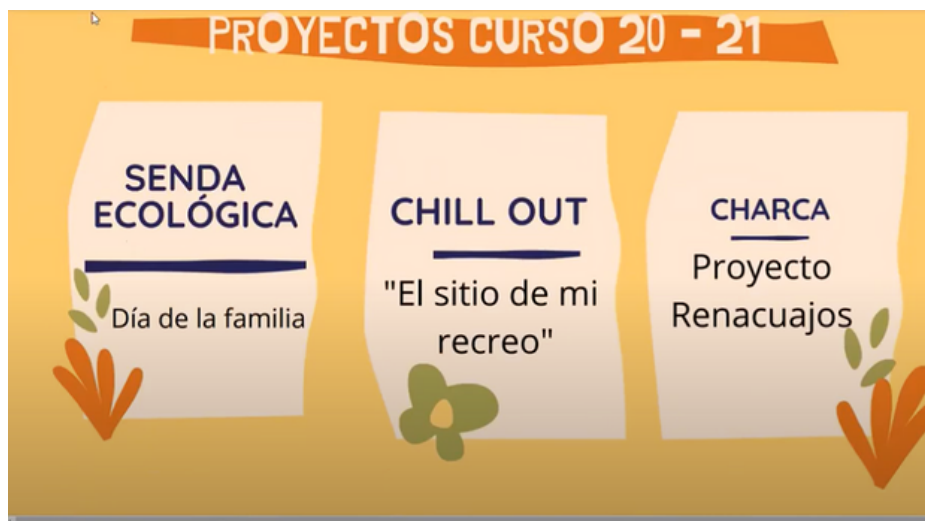 PROYECTOS CURSO 20 - 21
SENDA
ECOLÓGICA
Día de la familia
CHILL OUT
"El sitio de mi
recreo"
CHARCA
Proyecto
Renacuajos